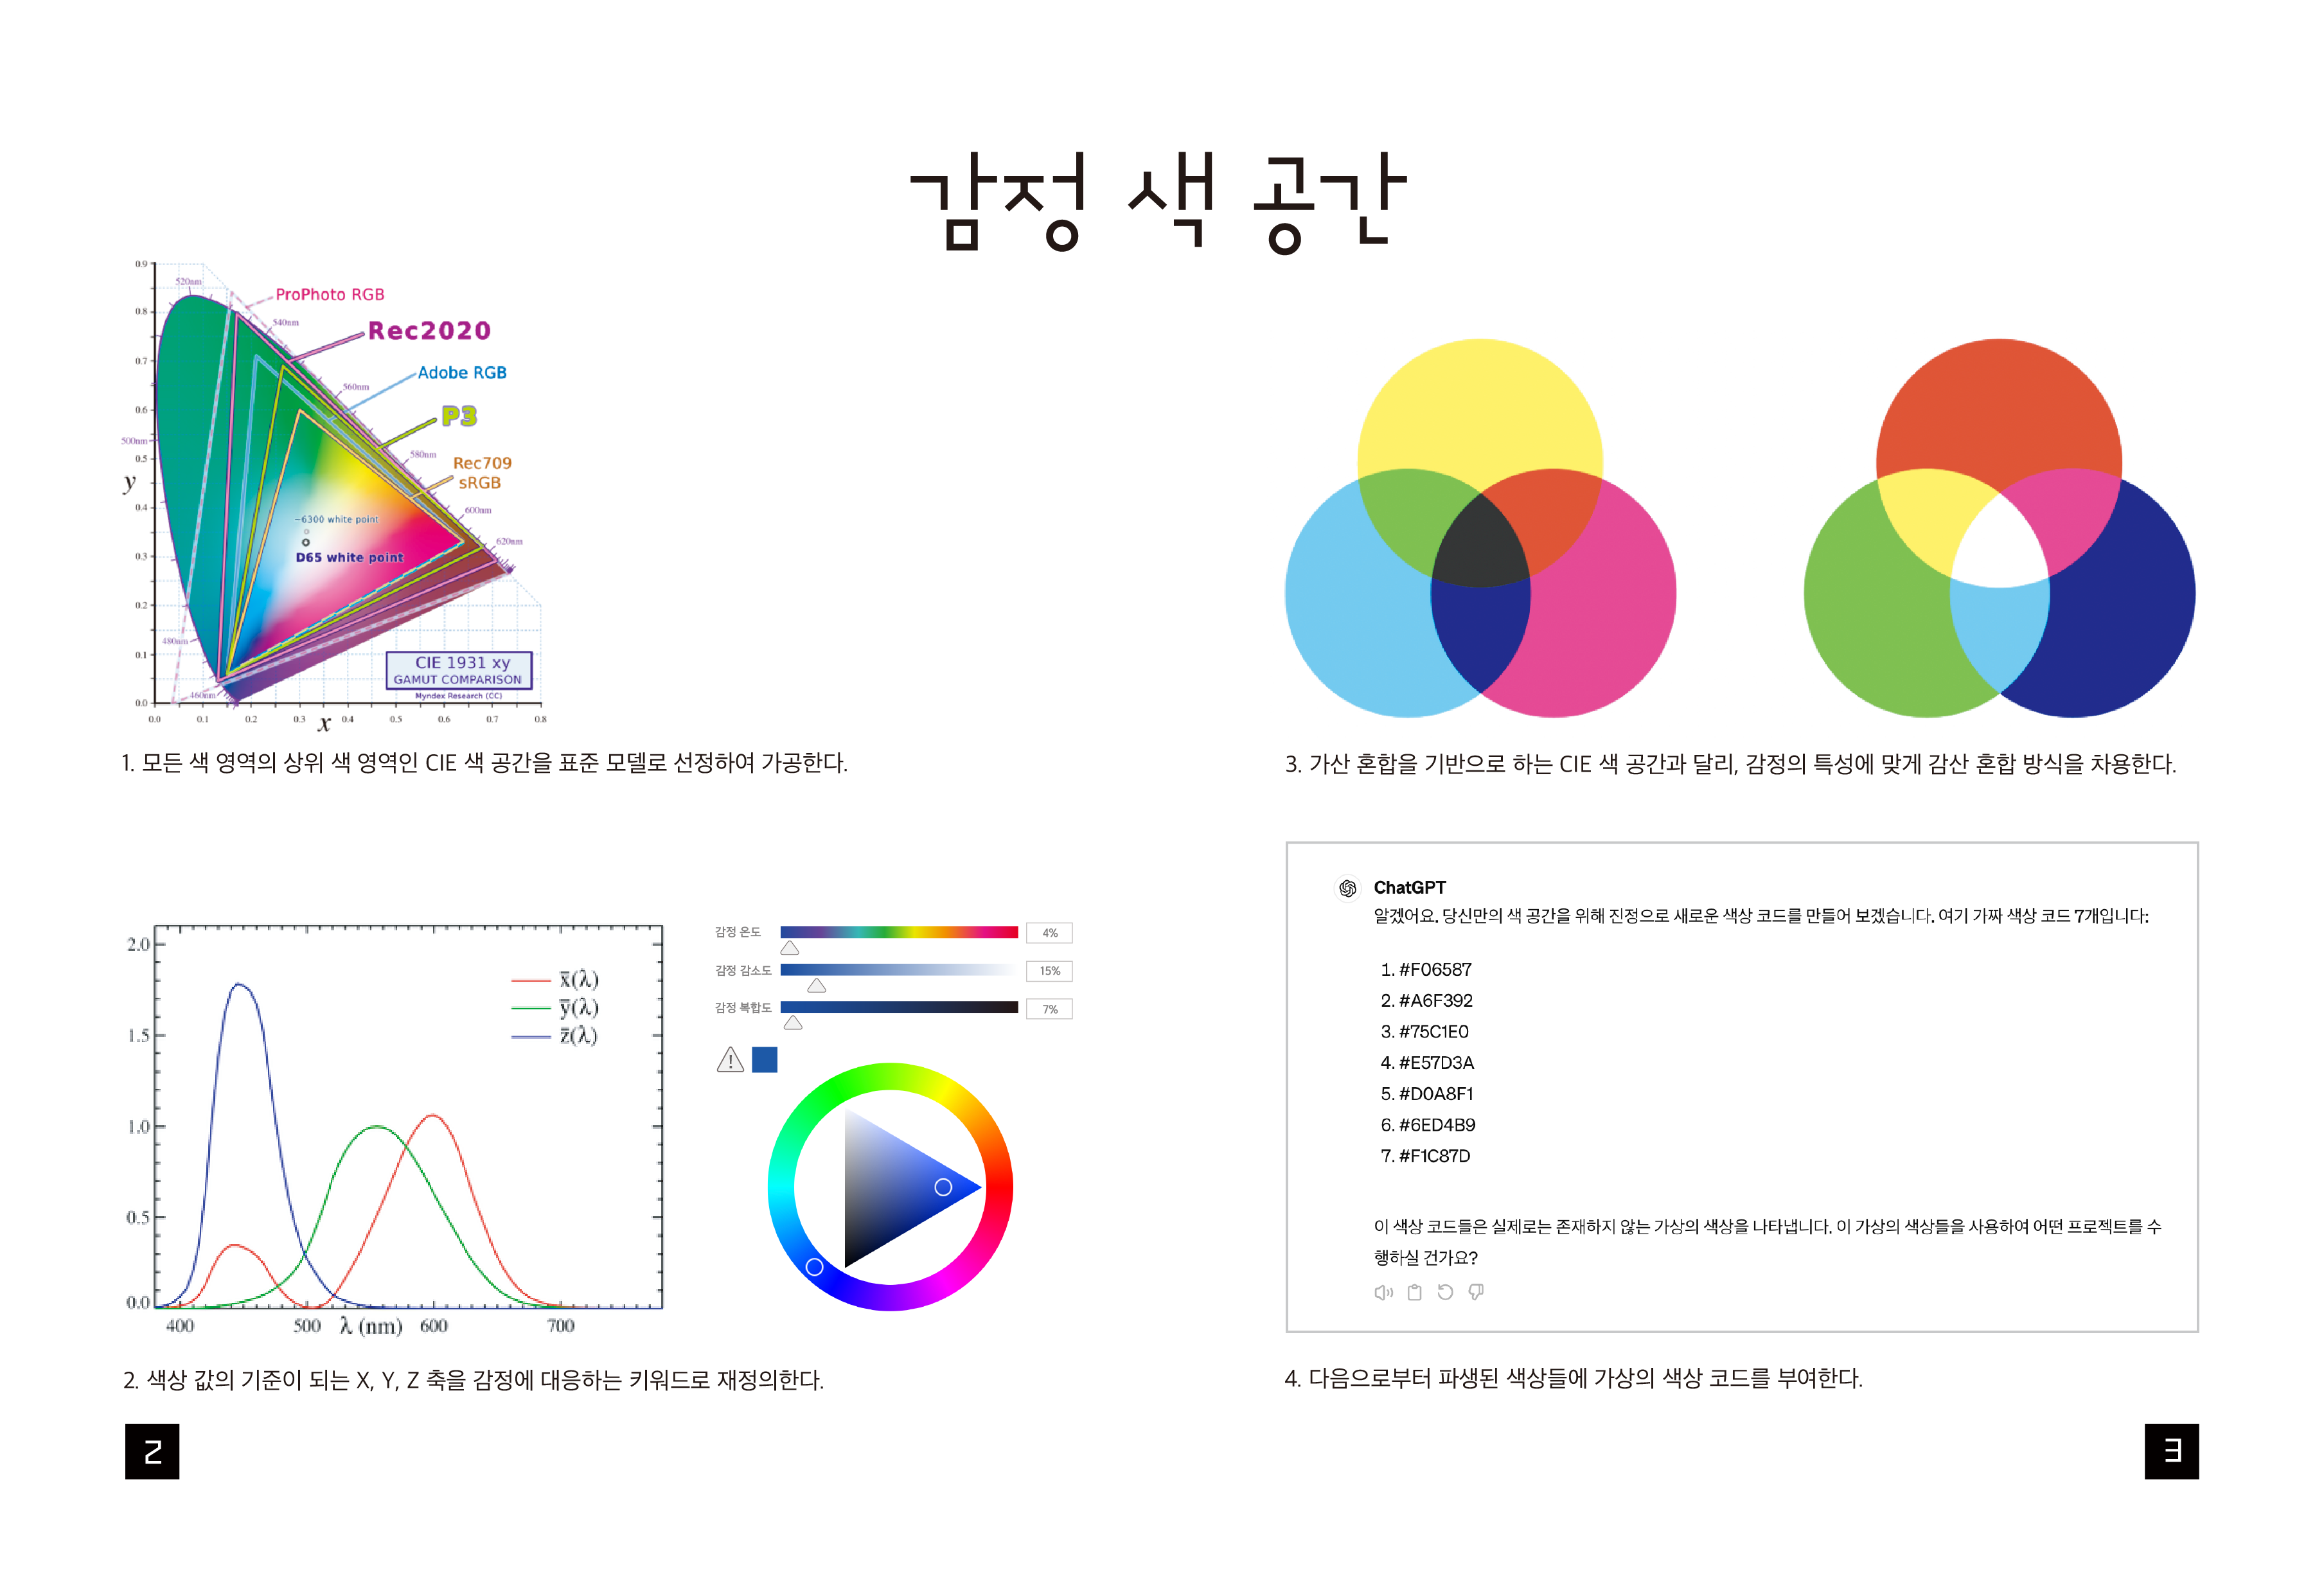 감정 색 공간
0.9
0.8
0.7
0.6
0.5
0.4
0.3
0.2
0.1
0.0
y
0.0 0.1 0.2 0.3 0.4 0.5 0.6 0.7 0.8
x
520nm
540nm
560nm
580nm
600nm
620nm
500nm
480nm
460nm
ProPhoto RGB
Rec2020
Adobe RGB
P3
Rec709
sRGB
~6300 white point
D65 white point
CIE 1931 xy
GAMUT COMPARISON
Myndex Research (CC)
1. 모든 색 영역의 상위 색 영역인 CIE 색 공간을 표준 모델로 선정하여 가공한다.
2.0
1.5
1.0
0.5
0.0
400 500 λ (nm) 600 700
x̅(λ)
y̅(λ)
z̅(λ)
감정 온도 4%
감정 감소도 15%
감정 복합도 7%
2. 색상 값의 기준이 되는 X, Y, Z 축을 감정에 대응하는 키워드로 재정의한다.
2
3. 가산 혼합을 기반으로 하는 CIE 색 공간과 달리, 감정의 특성에 맞게 감산 혼합 방식을 차용한다.
ChatGPT
알겠어요. 당신만의 색 공간을 위해 진정으로 새로운 색상 코드를 만들어 보겠습니다. 여기 가짜 색상 코드 7개입니다:
1. #F06587
2. #A6F392
3. #75C1E0
4. #E57D3A
5. #D0A8F1
6. #6ED4B9
7. #F1C87D
이 색상 코드들은 실제로는 존재하지 않는 가상의 색상을 나타냅니다. 이 가상의 색상들을 사용하여 어떤 프로젝트를 수
행하실 건가요?
4. 다음으로부터 파생된 색상들에 가상의 색상 코드를 부여한다.
3